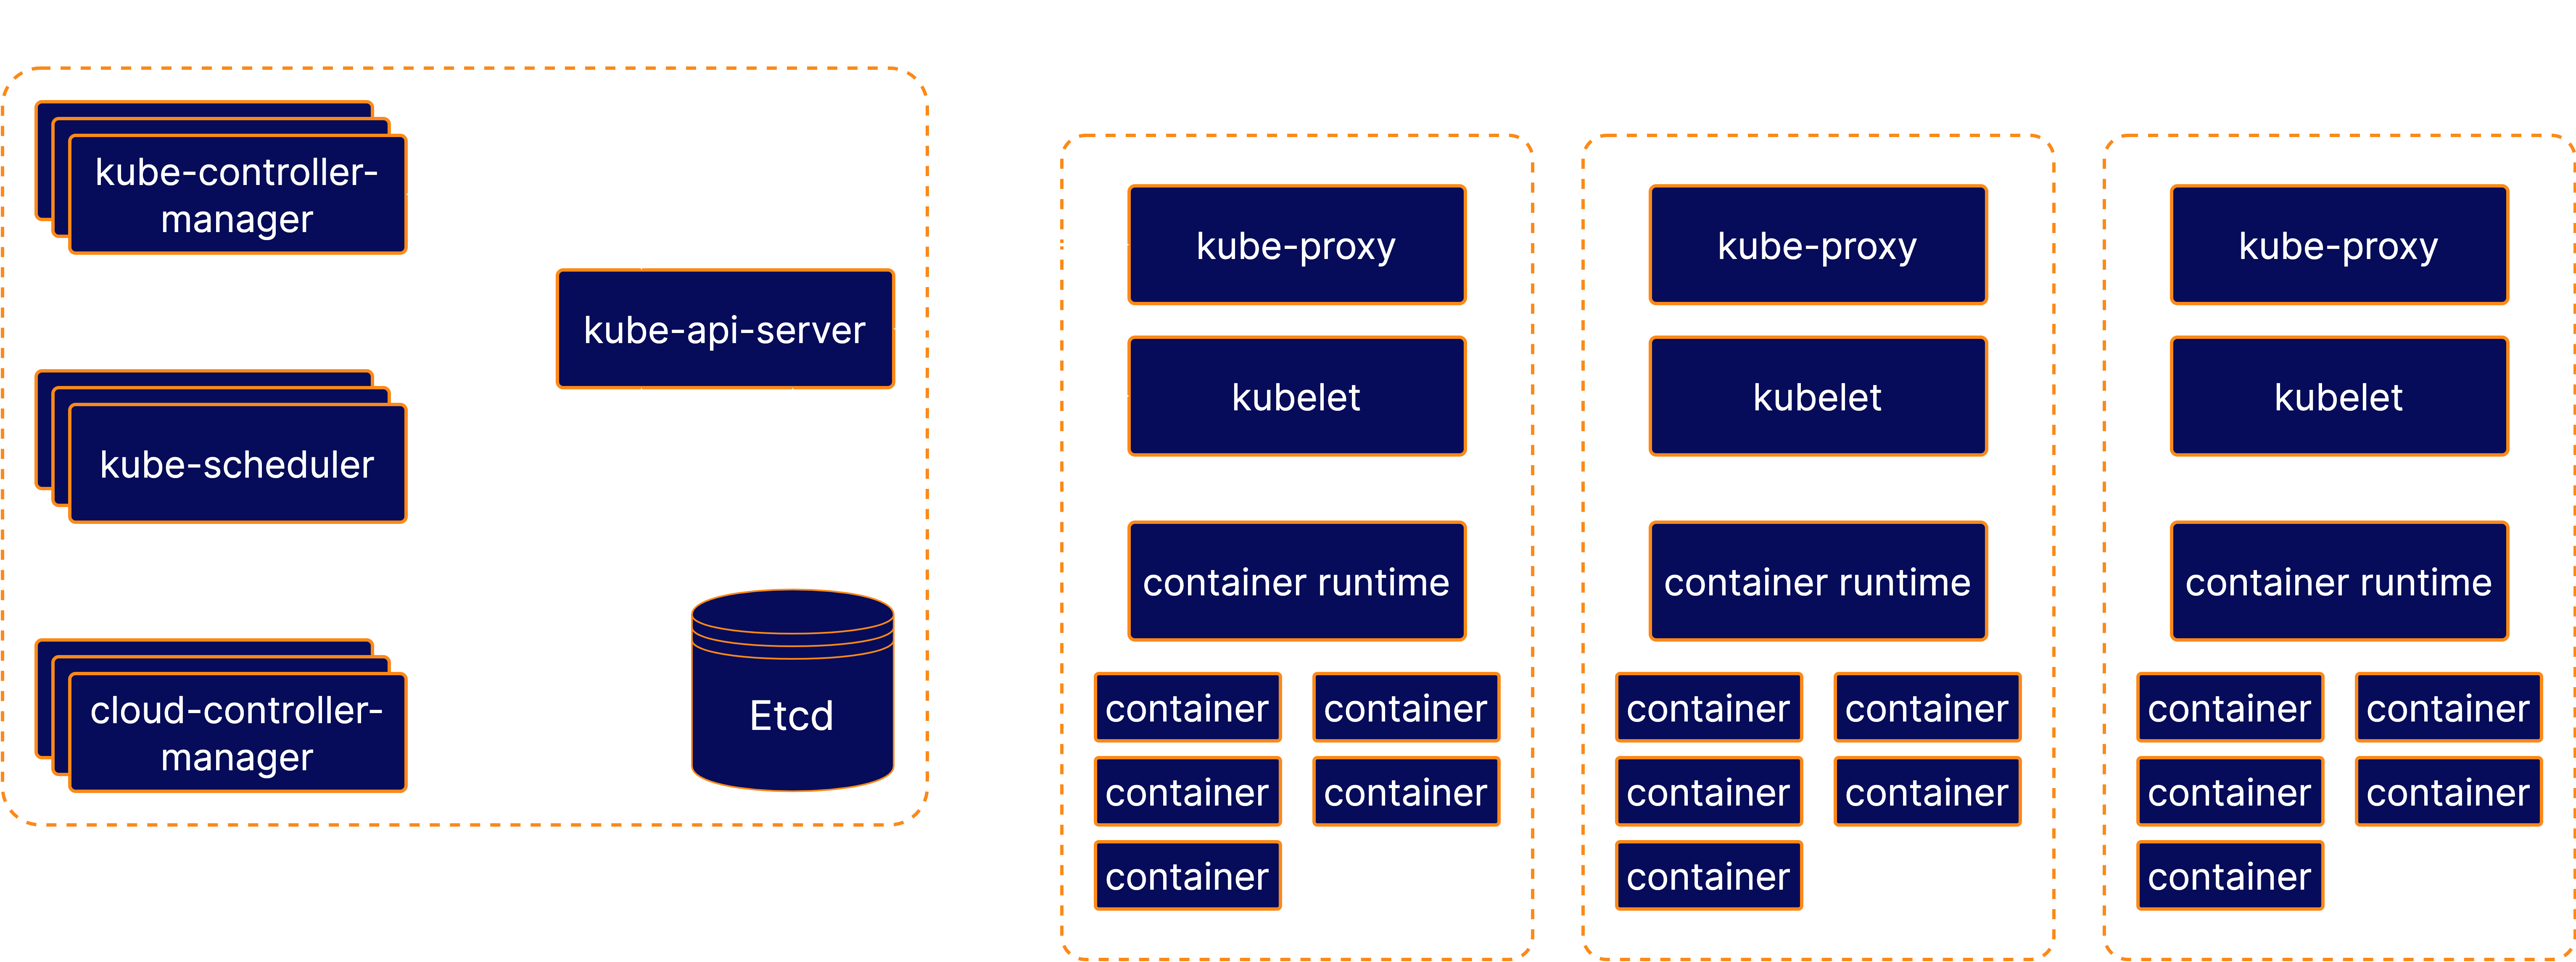 kube-controller-
manager
kube-scheduler
cloud-controller-
manager
kube-api-server
Etcd
kube-proxy
kubelet
container runtime
container
container
container
container
container
kube-proxy
kubelet
container runtime
container
container
container
container
container
kube-proxy
kubelet
container runtime
container
container
container
container
container